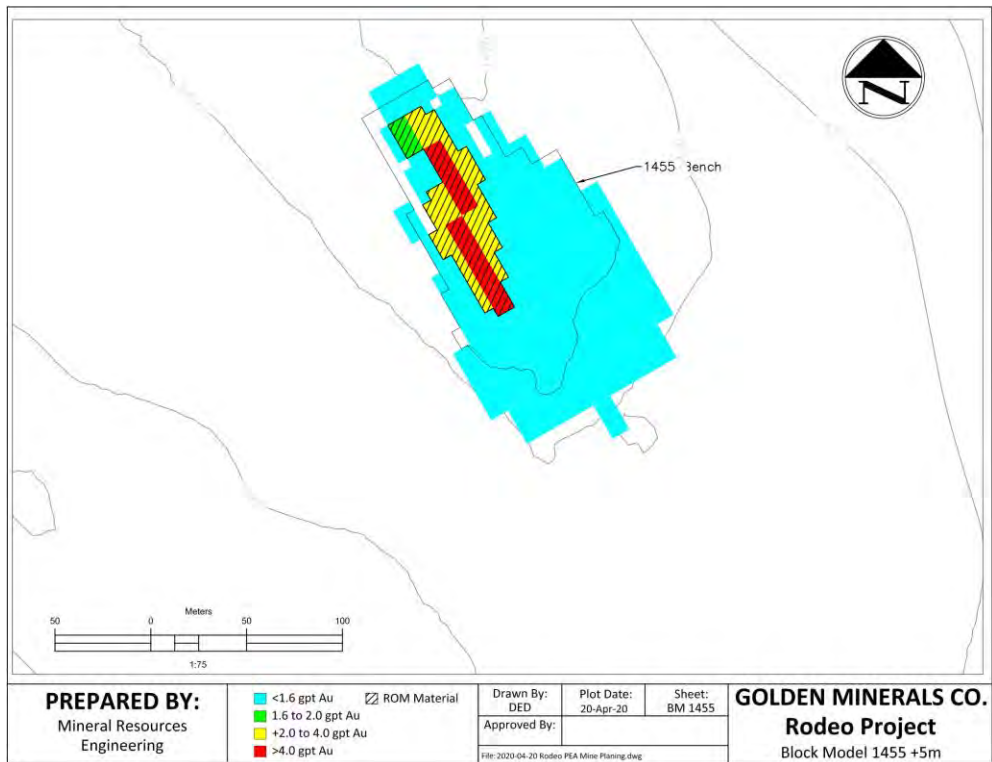 N
1455 Bench
Meters
50 0 50 100
1:75
PREPARED BY:
Mineral Resources
Engineering
<1.6 gpt Au
ROM Material
1.6 to 2.0 gpt Au
+2.0 to 4.0 gpt Au
>4.0 gpt Au
Drawn By:
DED
Plot Date:
20-Apr-20
Sheet:
BM 1455
Approved By:
File: 2020-04-20 Rodeo PEA Mine Planing.dwg
GOLDEN MINERALS CO.
Rodeo Project
Block Model 1455 +5m